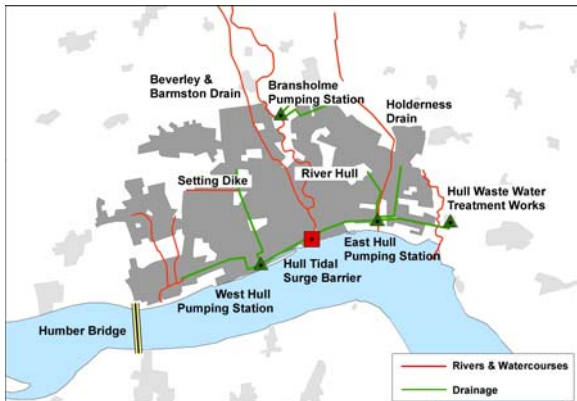 Beverley &
Barmston Drain
Bransholme
Pumping Station
Holderness
Drain
Setting Dike
River Hull
Hull Waste Water
Treatment Works
East Hull
Pumping Station
Hull Tidal
Surge Barrier
West Hull
Pumping Station
Humber Bridge
Rivers & Watercourses
Drainage